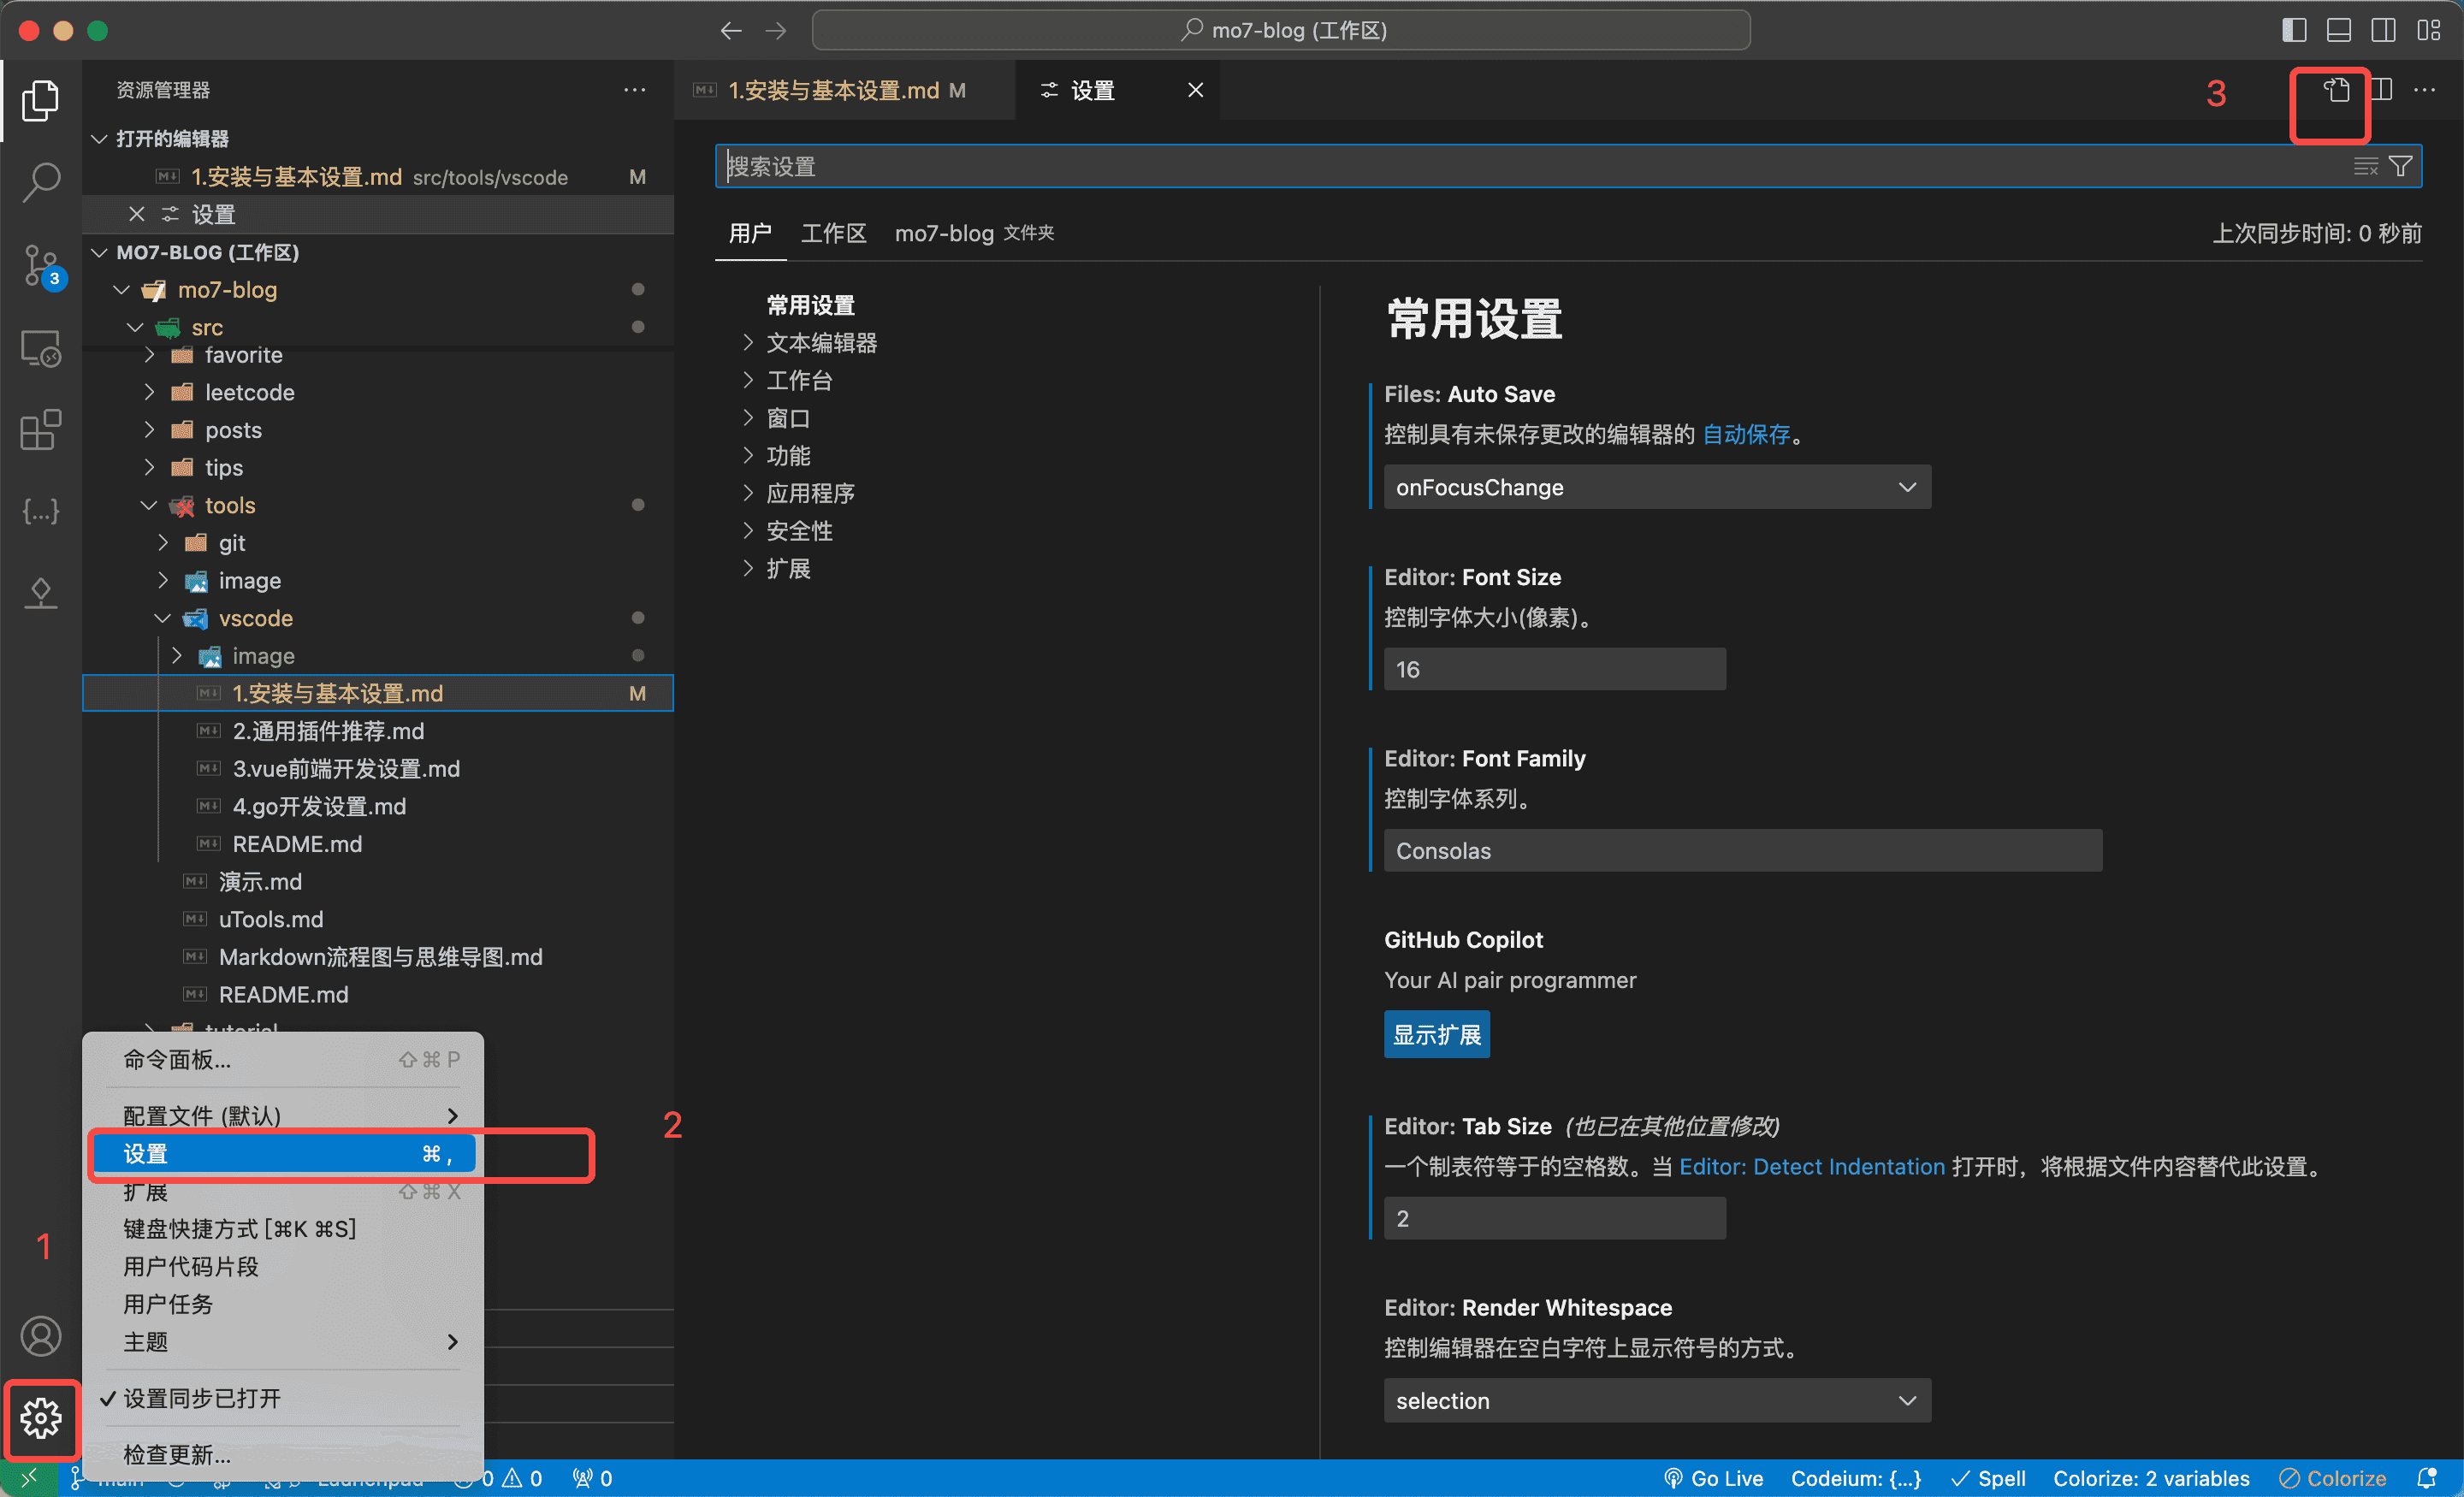 mo7-blog (工作区)
资源管理器
1.安装与基本设置.md M
设置
3
打开的编辑器
1.安装与基本设置.md src/tools/vscode M
设置
MO7-BLOG (工作区)
mo7-blog
src
favorite
leetcode
posts
tips
tools
git
image
vscode
image
1.安装与基本设置.md M
2.通用插件推荐.md
3.vue前端开发设置.md
4.go开发设置.md
README.md
演示.md
uTools.md
Markdown流程图与思维导图.md
README.md
tutorial
3
{...}
命令面板... ⇧⌘P
配置文件 (默认)
设置 ⌘,
2
扩展 ⇧⌘X
键盘快捷方式 [⌘K ⌘S]
用户代码片段
用户任务
主题
✓ 设置同步已打开
检查更新...
1
搜索设置
用户 工作区 mo7-blog 文件夹
上次同步时间: 0 秒前
常用设置
文本编辑器
工作台
窗口
功能
应用程序
安全性
扩展
常用设置
Files: Auto Save
控制具有未保存更改的编辑器的 自动保存。
onFocusChange
Editor: Font Size
控制字体大小(像素)。
16
Editor: Font Family
控制字体系列。
Consolas
GitHub Copilot
Your AI pair programmer
显示扩展
Editor: Tab Size (也已在其他位置修改)
一个制表符等于的空格数。当 Editor: Detect Indentation 打开时，将根据文件内容替代此设置。
2
Editor: Render Whitespace
控制编辑器在空白字符上显示符号的方式。
selection
main Launchpad 0 0 0 Go Live Codeium: {...} Spell Colorize: 2 variables Colorize